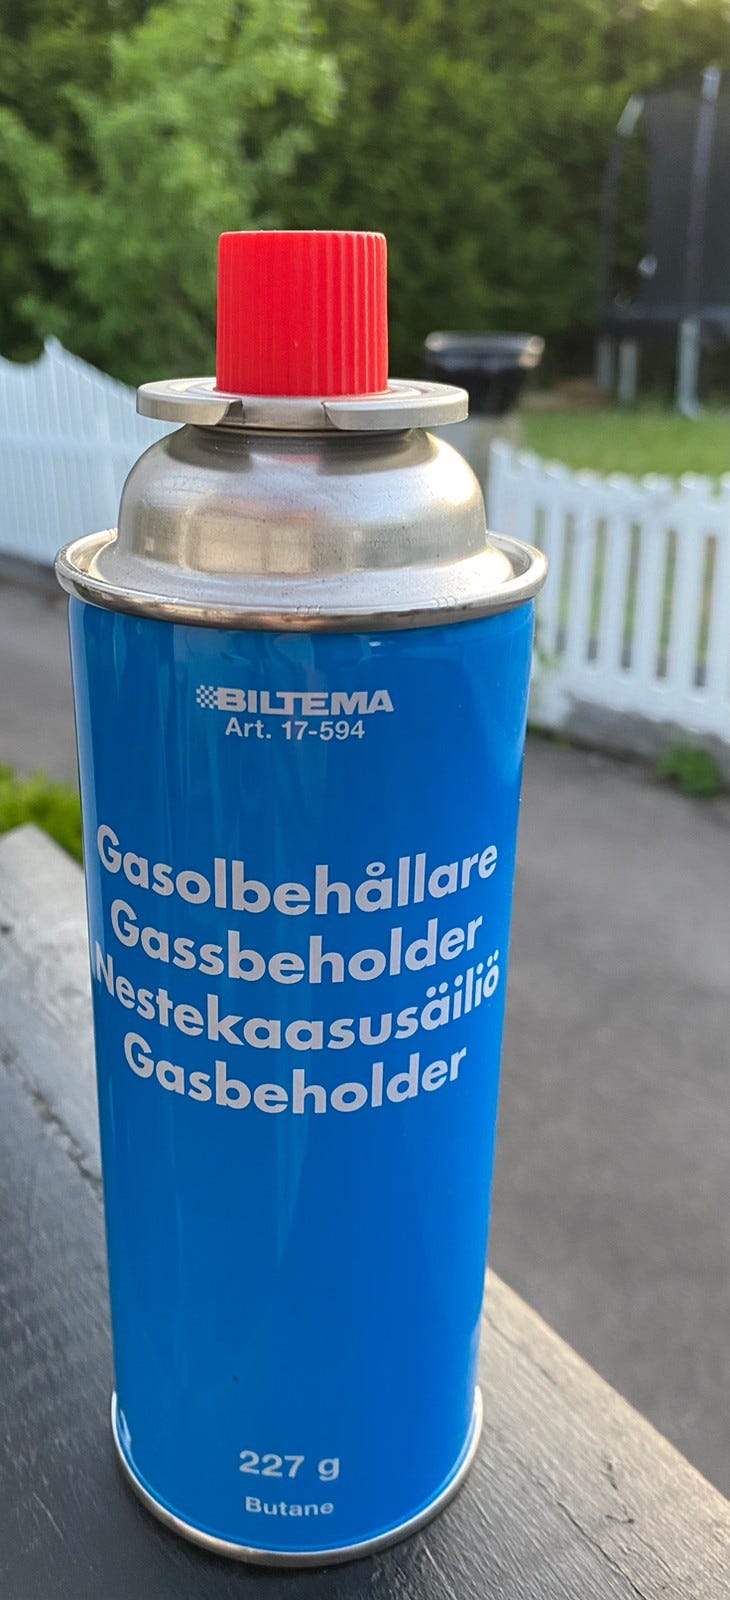 BILTEMA
Art. 17-594
Gasolbehållare
Gassbeholder
Nestekaasusäiliö
Gasbeholder
227 g
Butane